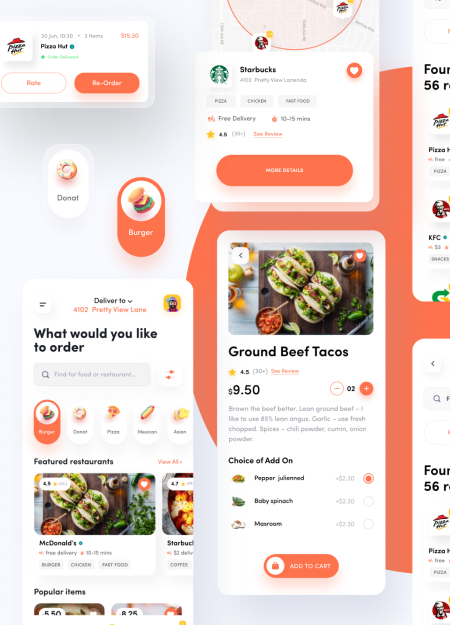 30 Jun, 10.30 • 3 Items $15.30
Pizza Hut
Order Delivered
Rate
Re-Order
Donat
Burger
Starbucks
4102 Pretty View Lanenda
PIZZA CHICKEN FAST FOOD
Free Delivery 10-15 mins
4.5 (30+) See Review
MORE DETAILS
Deliver to
4102 Pretty View Lane
What would you like
to order
Find for food or restaurant...
Burger Donat Pizza Mexican Asian
Featured restaurants View All
4.5
4.7
McDonald's
free delivery 10-15 mins
BURGER CHICKEN FAST FOOD
Starbuc
$2 deliv
COFFEE
Popular items
5.50 8.25
Ground Beef Tacos
4.5 (30+) See Review
$9.50 02
Brown the beef better. Lean ground beef – I
like to use 85% lean angus. Garlic – use fresh
chopped. Spices – chili powder, cumin, onion
powder.
Choice of Add On
Pepper julienned +$2.30
Baby spinach +$2.30
Masroom +$2.30
ADD TO CART
Foun
56 re
Pizza H
free
PIZZA
KFC
$3
SNACKS
F
Foun
56 re
Pizza H
free
PIZZA